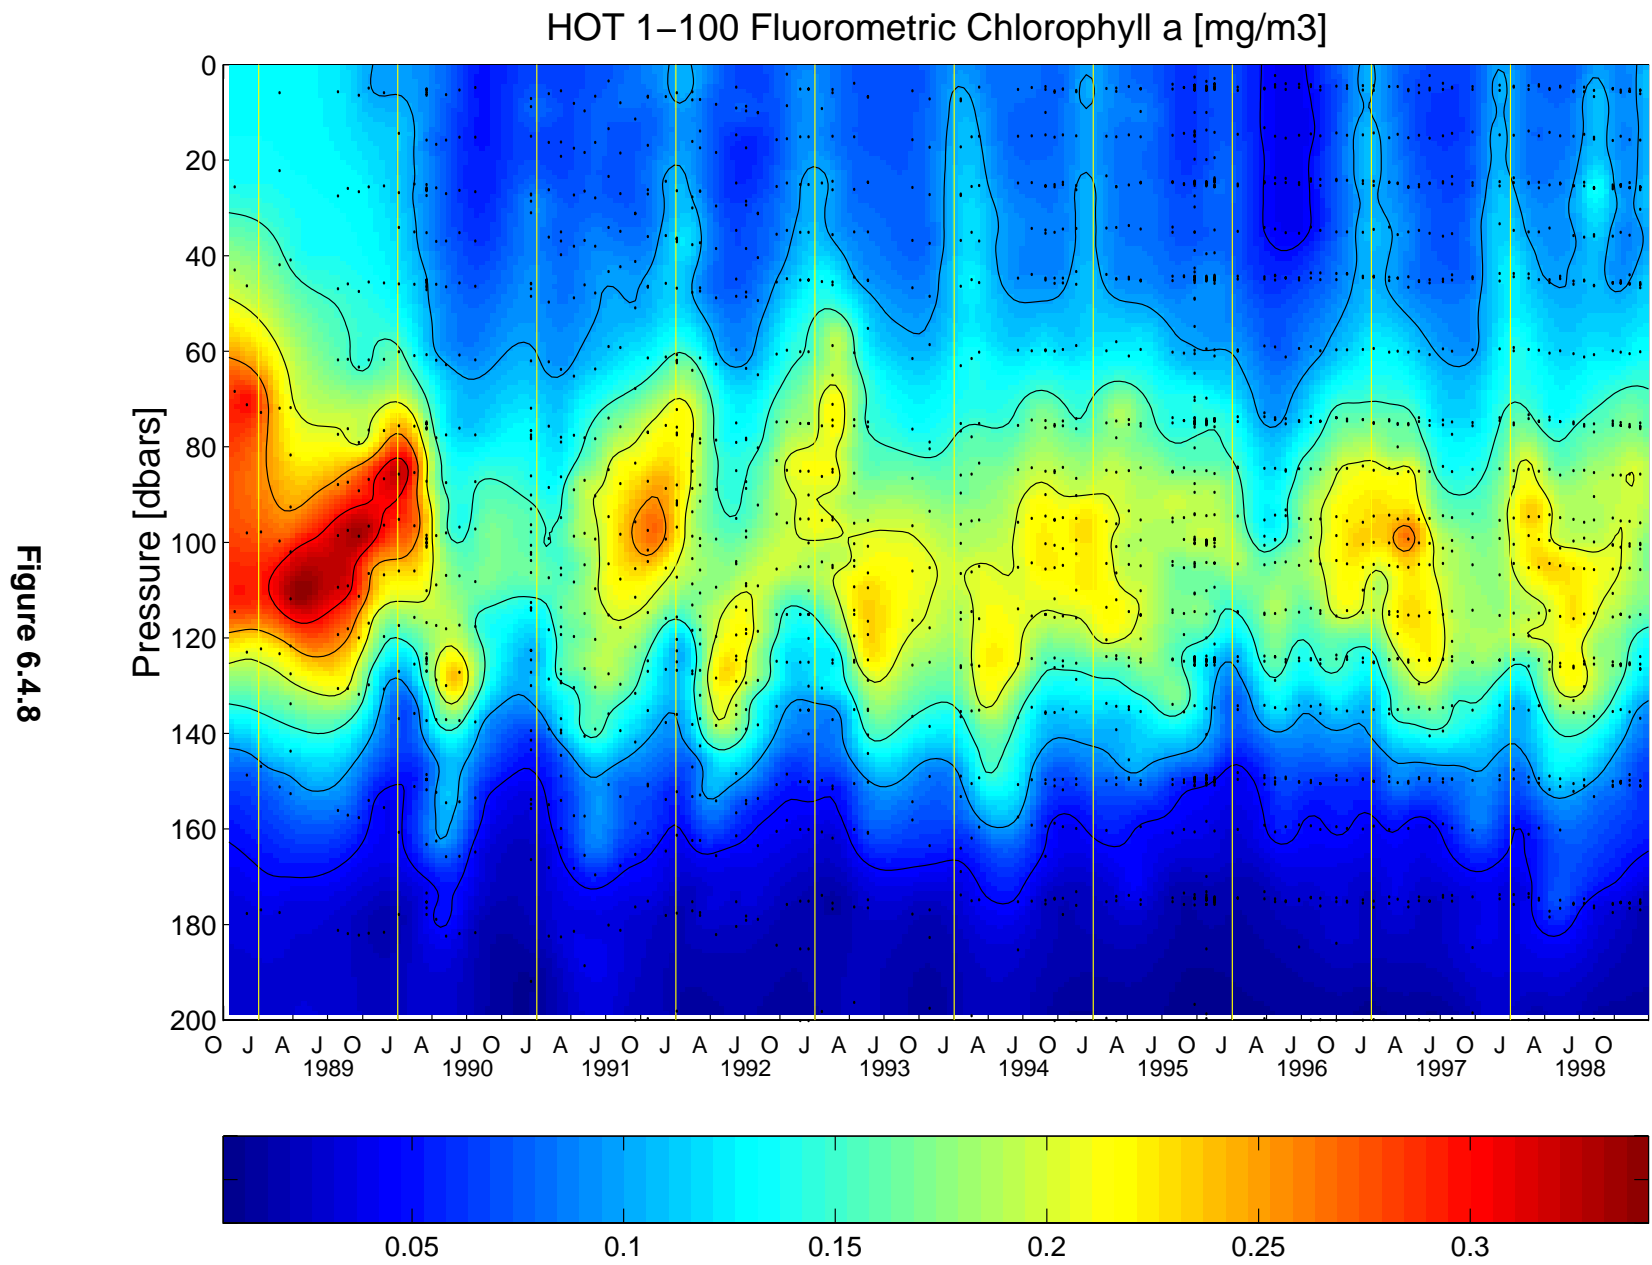 HOT 1–100 Fluorometric Chlorophyll a [mg/m3]
Pressure [dbars]
0
20
40
60
80
100
120
140
160
180
200
O J A J O J A J O J A J O J A J O J A J O J A J O J A J O J A J O J A J O J A J O
1989 1990 1991 1992 1993 1994 1995 1996 1997 1998
0.05 0.1 0.15 0.2 0.25 0.3
Figure 6.4.8